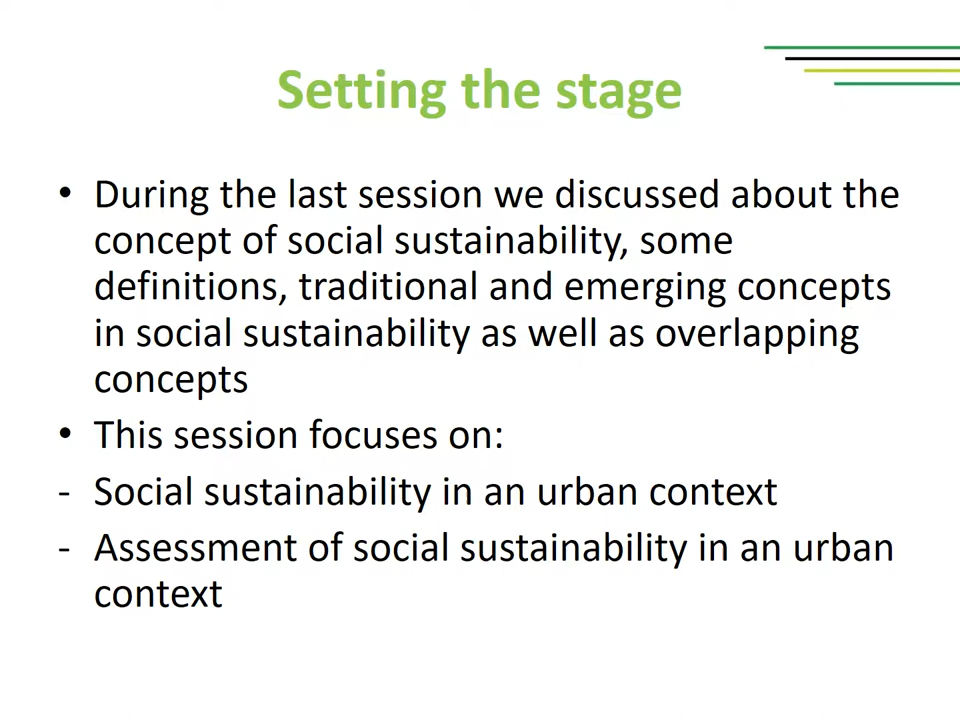 Setting the stage
• During the last session we discussed about the
concept of social sustainability, some
definitions, traditional and emerging concepts
in social sustainability as well as overlapping
concepts
• This session focuses on:
- Social sustainability in an urban context
- Assessment of social sustainability in an urban
context